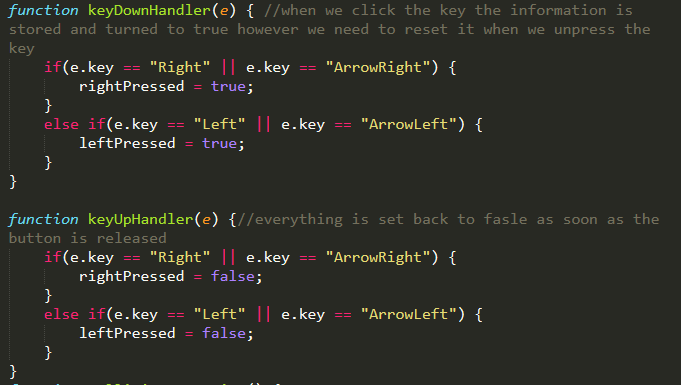 function keyDownHandler(e) { //when we click the key the information is
stored and turned to true however we need to reset it when we unpress the
key
    if(e.key == "Right" || e.key == "ArrowRight") {
        rightPressed = true;
    }
    else if(e.key == "Left" || e.key == "ArrowLeft") {
        leftPressed = true;
    }
}

function keyUpHandler(e) {//everything is set back to fasle as soon as the
button is released
    if(e.key == "Right" || e.key == "ArrowRight") {
        rightPressed = false;
    }
    else if(e.key == "Left" || e.key == "ArrowLeft") {
        leftPressed = false;
    }
}